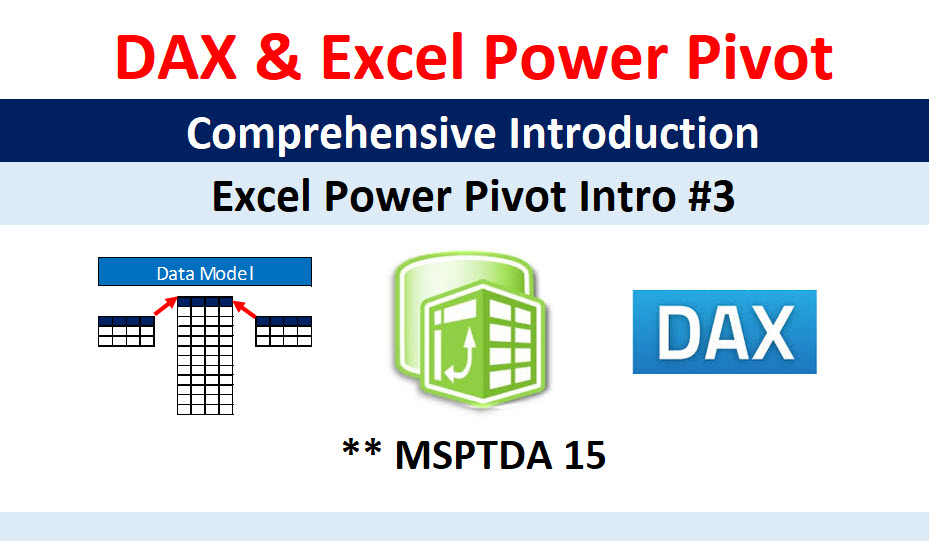 DAX & Excel Power Pivot
Comprehensive Introduction
Excel Power Pivot Intro #3
Data Model
DAX
** MSPTDA 15